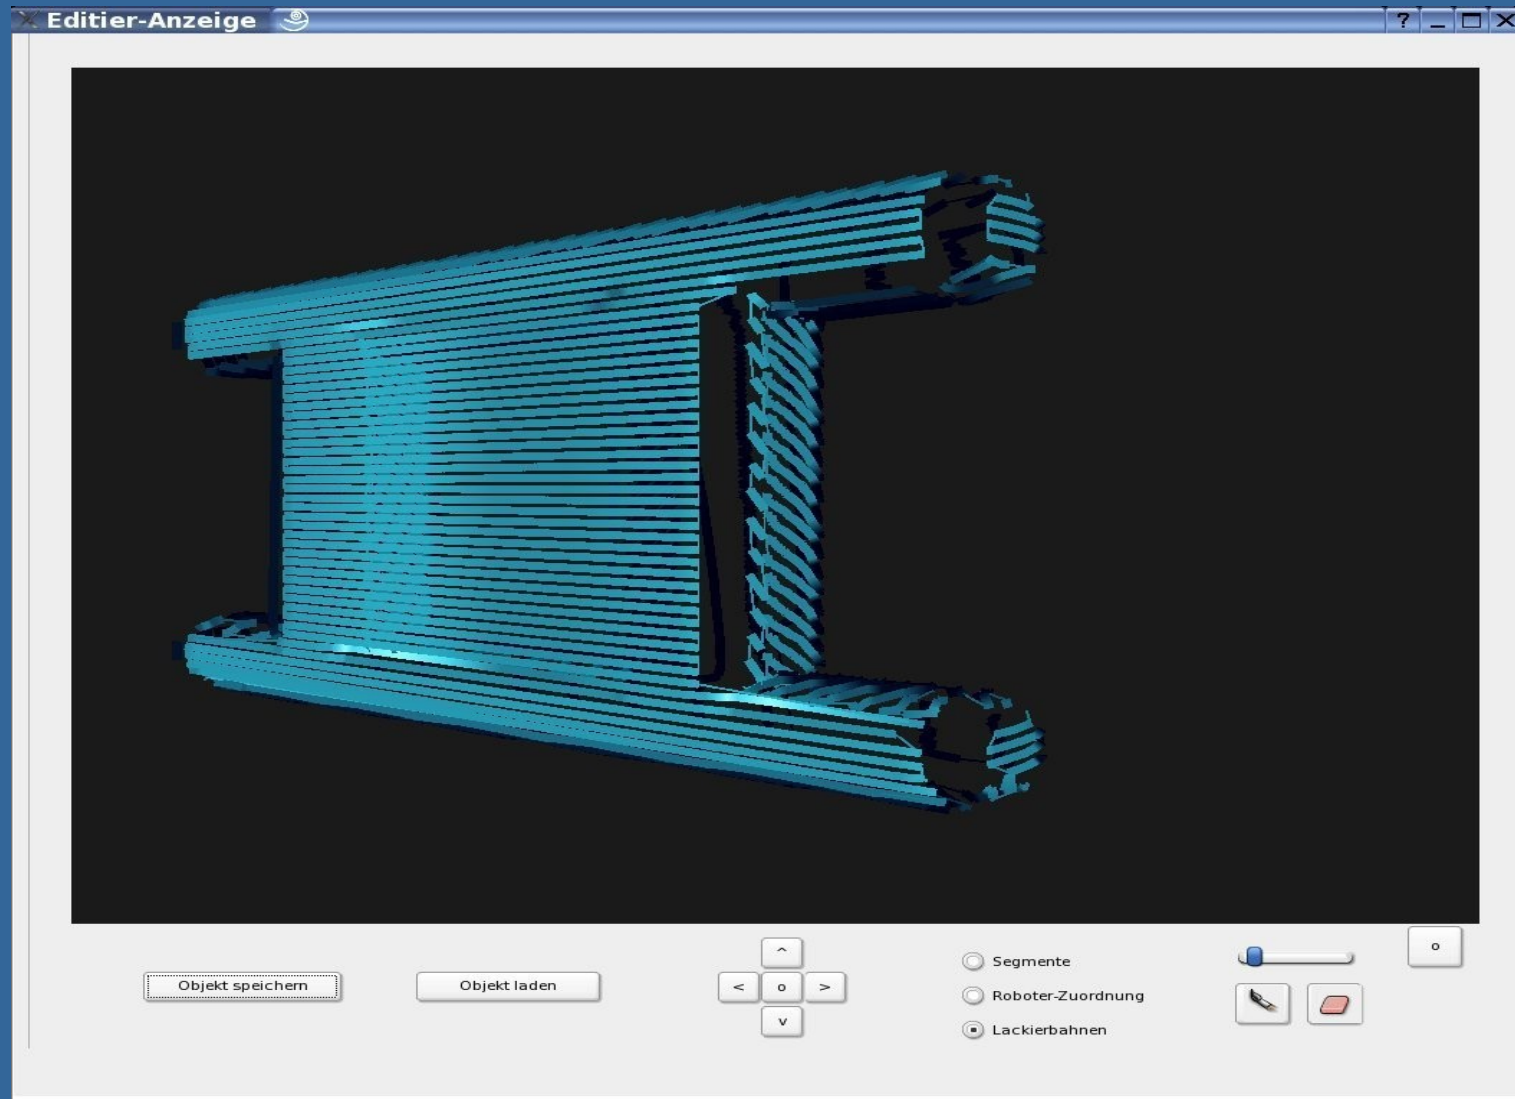 Editier-Anzeige
?
^
< o >
v
Objekt speichern
Objekt laden
Segmente
Roboter-Zuordnung
Lackierbahnen
o